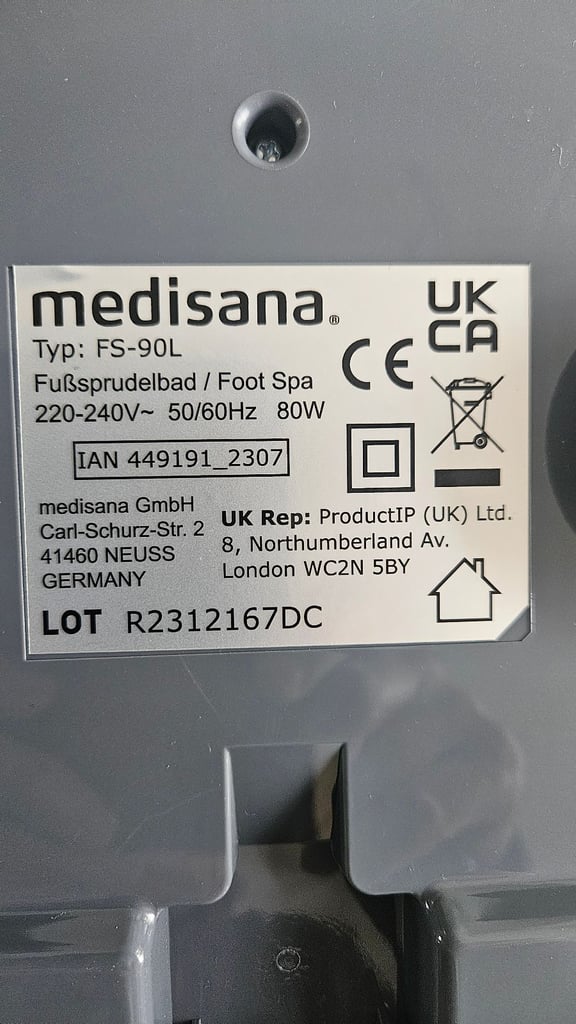 medisana®
Typ: FS-90L
Fußsprudelbad / Foot Spa
220-240V~ 50/60Hz 80W
IAN 449191_2307
CE
UK
CA
medisana GmbH
Carl-Schurz-Str. 2
41460 NEUSS
GERMANY
UK Rep: ProductIP (UK) Ltd.
8, Northumberland Av.
London WC2N 5BY
LOT R2312167DC